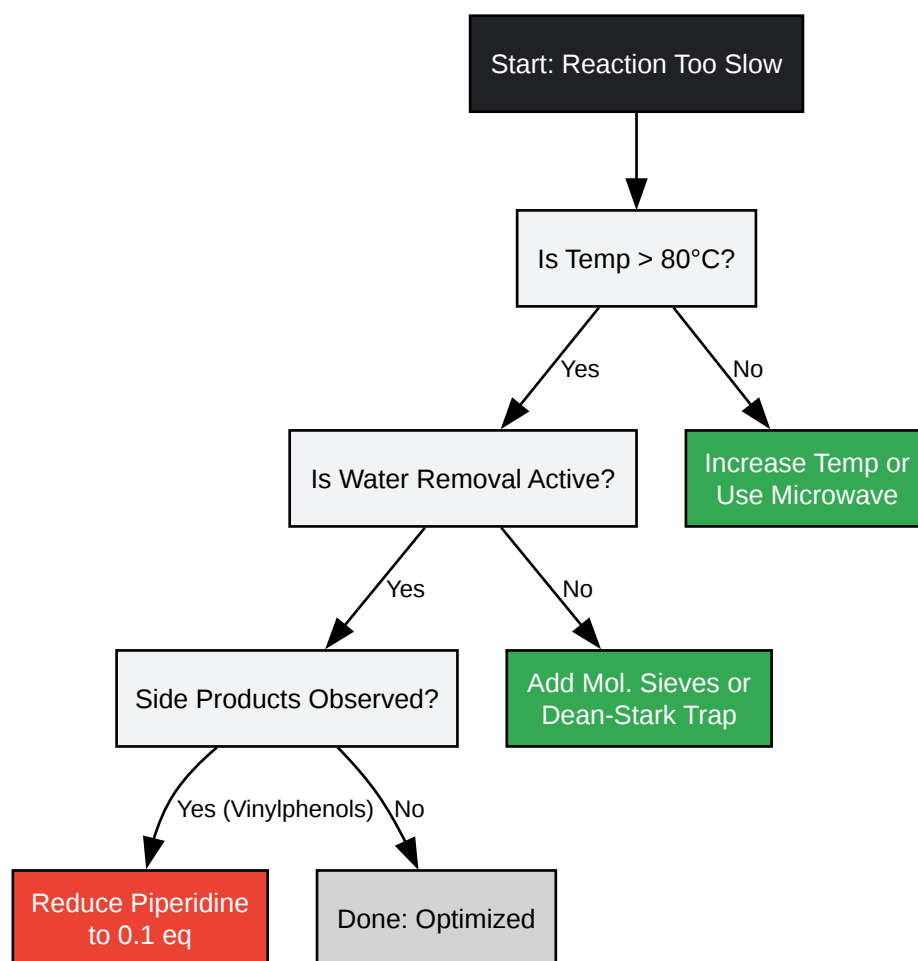 Start: Reaction Too Slow
Is Temp > 80°C?
Yes
No
Is Water Removal Active?
Increase Temp or
Use Microwave
Yes
No
Side Products Observed?
Add Mol. Sieves or
Dean-Stark Trap
Yes (Vinylphenols)
No
Reduce Piperidine
to 0.1 eq
Done: Optimized